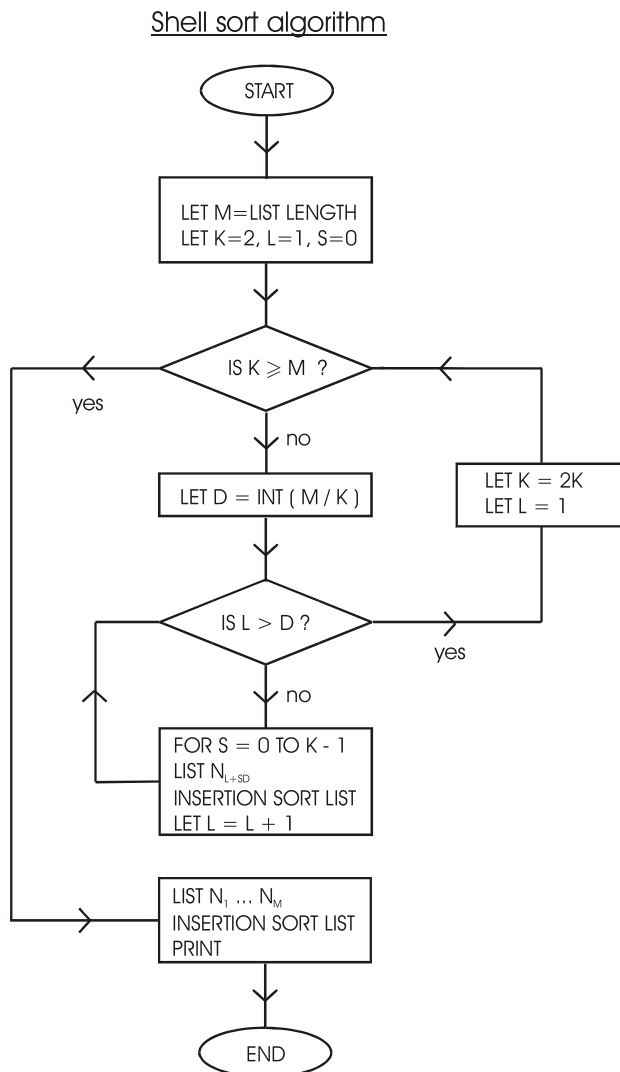 Shell sort algorithm
START
LET M=LIST LENGTH
LET K=2, L=1, S=0
IS K ⩾ M ?
yes
no
LET D = INT ( M / K )
LET K = 2K
LET L = 1
IS L > D ?
yes
no
FOR S = 0 TO K - 1
LIST N_{L+SD}
INSERTION SORT LIST
LET L = L + 1
LIST N₁ ... N_M
INSERTION SORT LIST
PRINT
END